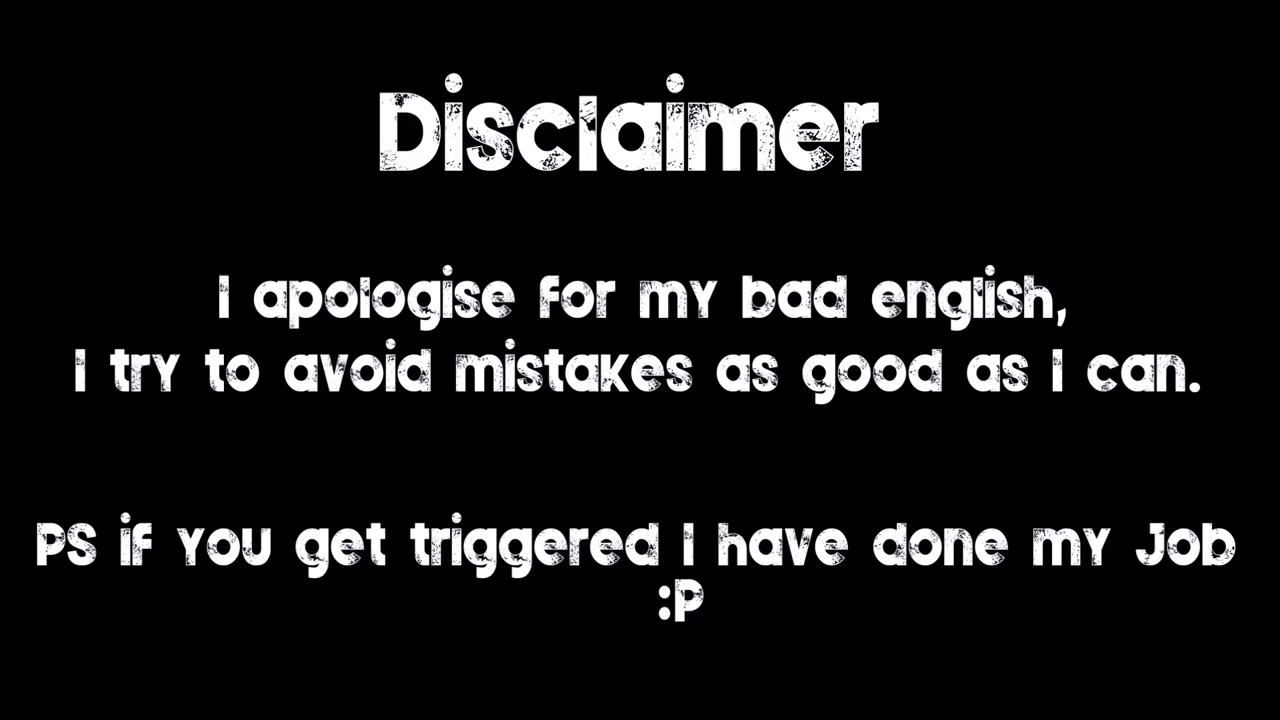 Disclaimer
I apologise for my bad english,
I try to avoid mistakes as good as I can.
PS if you get triggered I have done my Job
:P